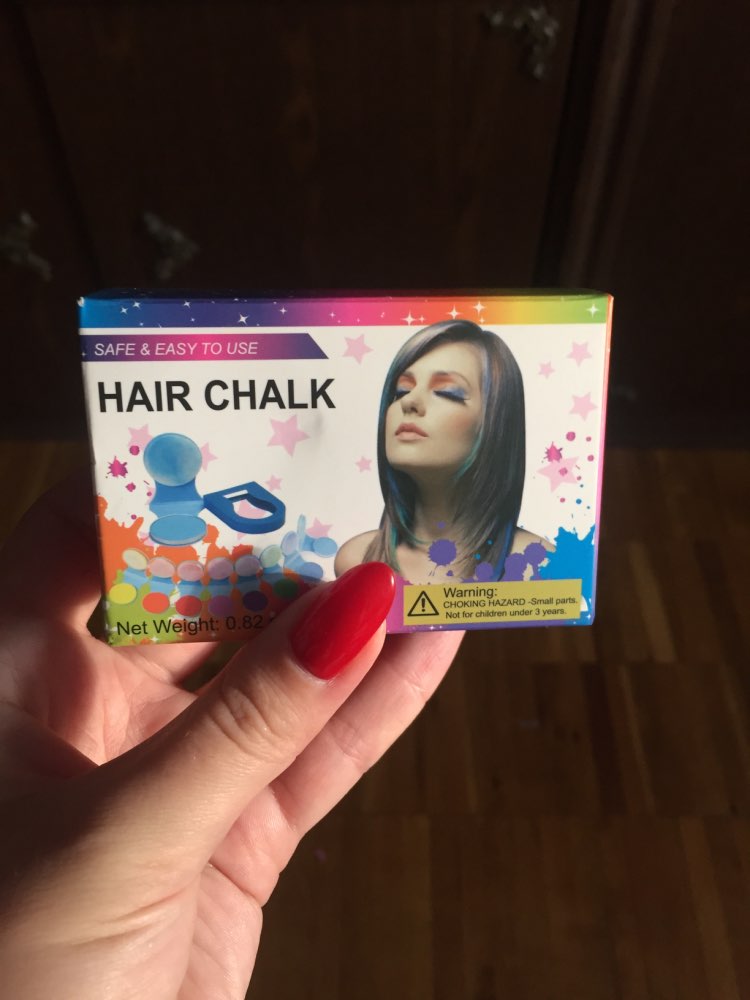 SAFE & EASY TO USE
HAIR CHALK
Net Weight: 0.82
Warning:
CHOKING HAZARD -Small parts.
Not for children under 3 years.